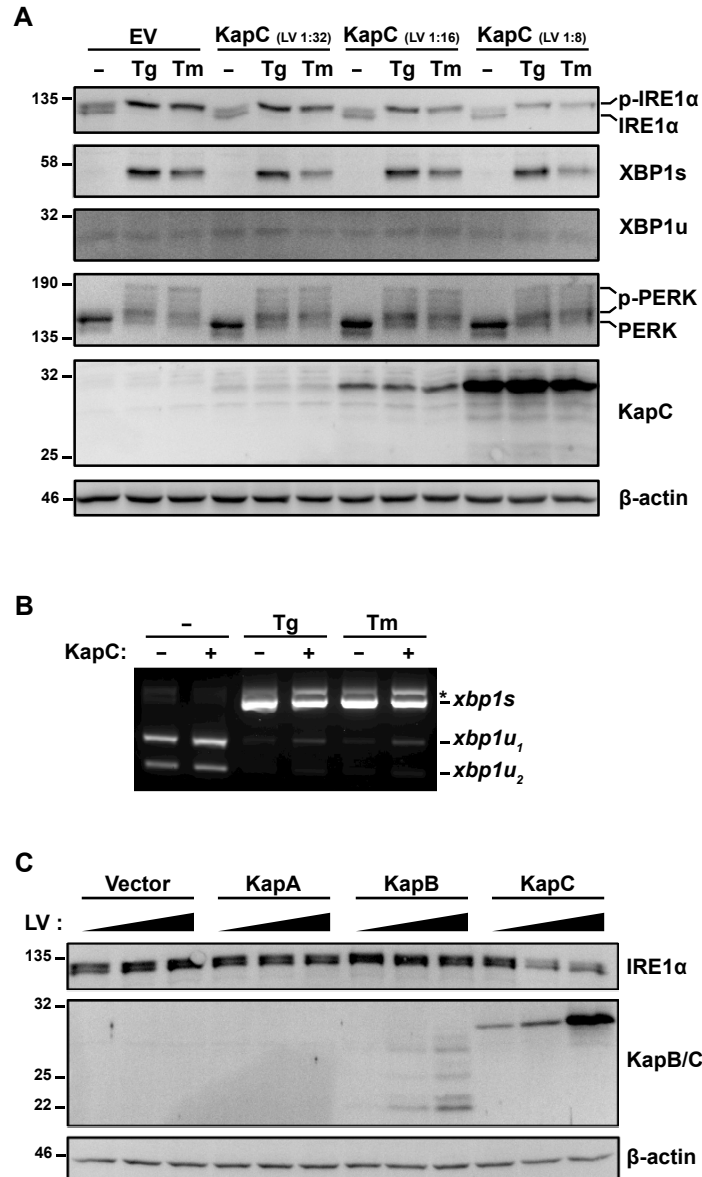 A
EV KapC (LV 1:32) KapC (LV 1:16) KapC (LV 1:8)
– Tg Tm – Tg Tm – Tg Tm – Tg Tm
135
p-IRE1α
IRE1α
58
XBP1s
32
XBP1u
190
p-PERK
135
PERK
32
KapC
25
46
β-actin
B
– Tg Tm
KapC: – + – + – +
*
xbp1s
xbp1u1
xbp1u2
C
Vector KapA KapB KapC
LV :
135
IRE1α
32
KapB/C
25
22
46
β-actin